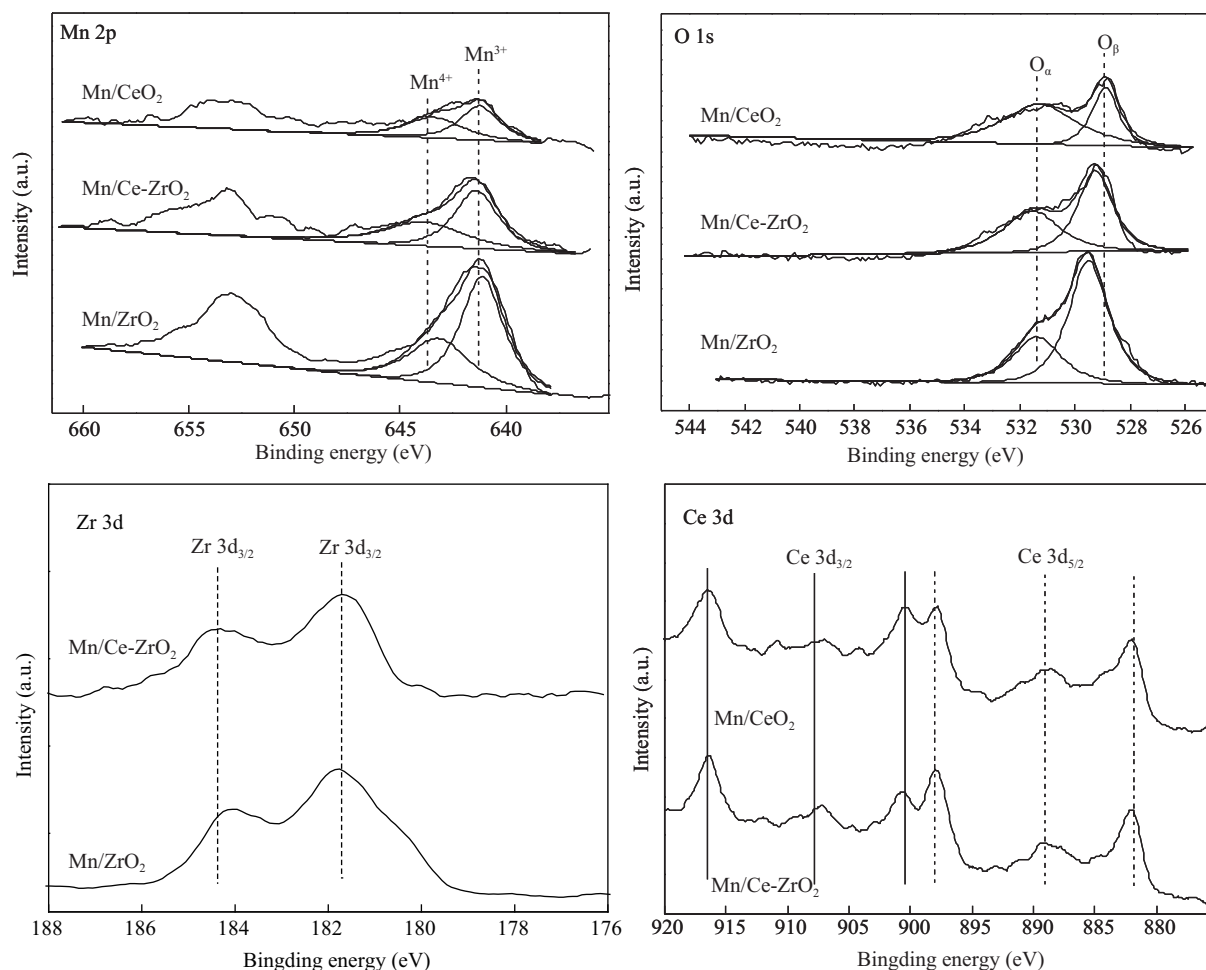 Mn 2p
Mn⁴⁺
Mn³⁺
Mn/CeO₂
Mn/Ce-ZrO₂
Mn/ZrO₂
Intensity (a.u.)
660 655 650 645 640
Binding energy (eV)
O 1s
Oα
Oβ
Mn/CeO₂
Mn/Ce-ZrO₂
Mn/ZrO₂
Intensity (a.u.)
544 542 540 538 536 534 532 530 528 526
Binding energy (eV)
Zr 3d
Zr 3d₃/₂ Zr 3d₃/₂
Mn/Ce-ZrO₂
Mn/ZrO₂
Intensity (a.u.)
188 186 184 182 180 178 176
Bingding energy (eV)
Ce 3d
Ce 3d₃/₂ Ce 3d₅/₂
Mn/CeO₂
Mn/Ce-ZrO₂
Intensity (a.u.)
920 915 910 905 900 895 890 885 880
Bingding energy (eV)